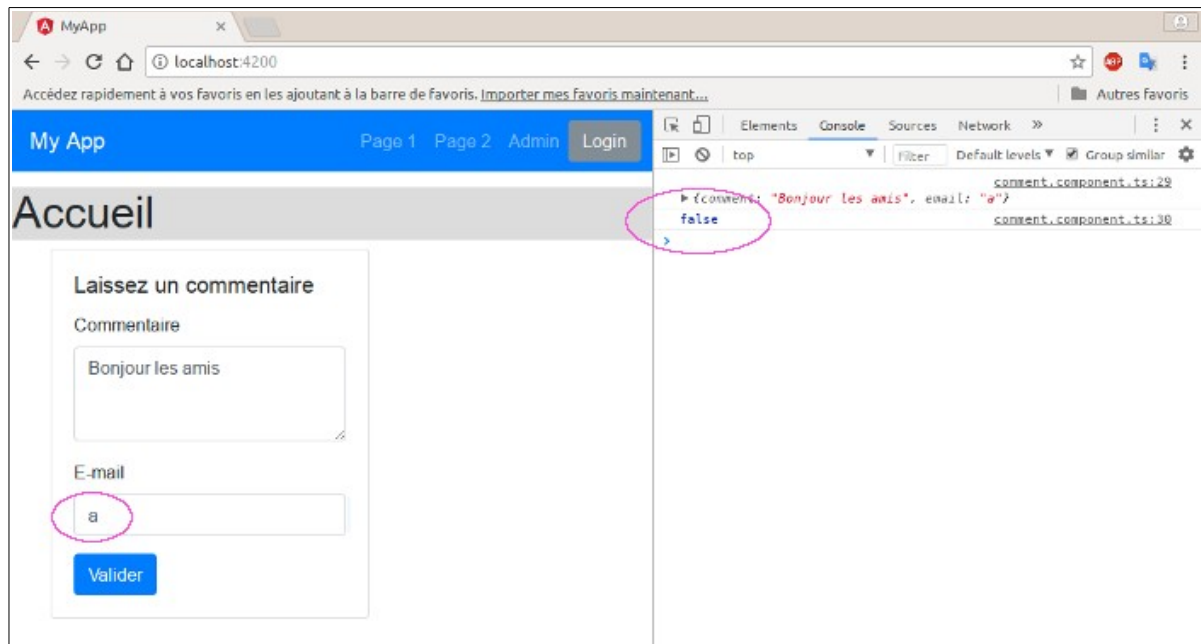 MyApp
localhost:4200
Accédez rapidement à vos favoris en les ajoutant à la barre de favoris. Importer mes favoris maintenant...
Autres favoris
My App
Page 1 Page 2 Admin Login
Accueil
Laissez un commentaire
Commentaire
Bonjour les amis
E-mail
a
Valider
Elements Console Sources Network »
top Filter Default levels ▼ Group similar
comment.component.ts:29
{comment: "Bonjour les amis", email: "a"}
false comment.component.ts:30